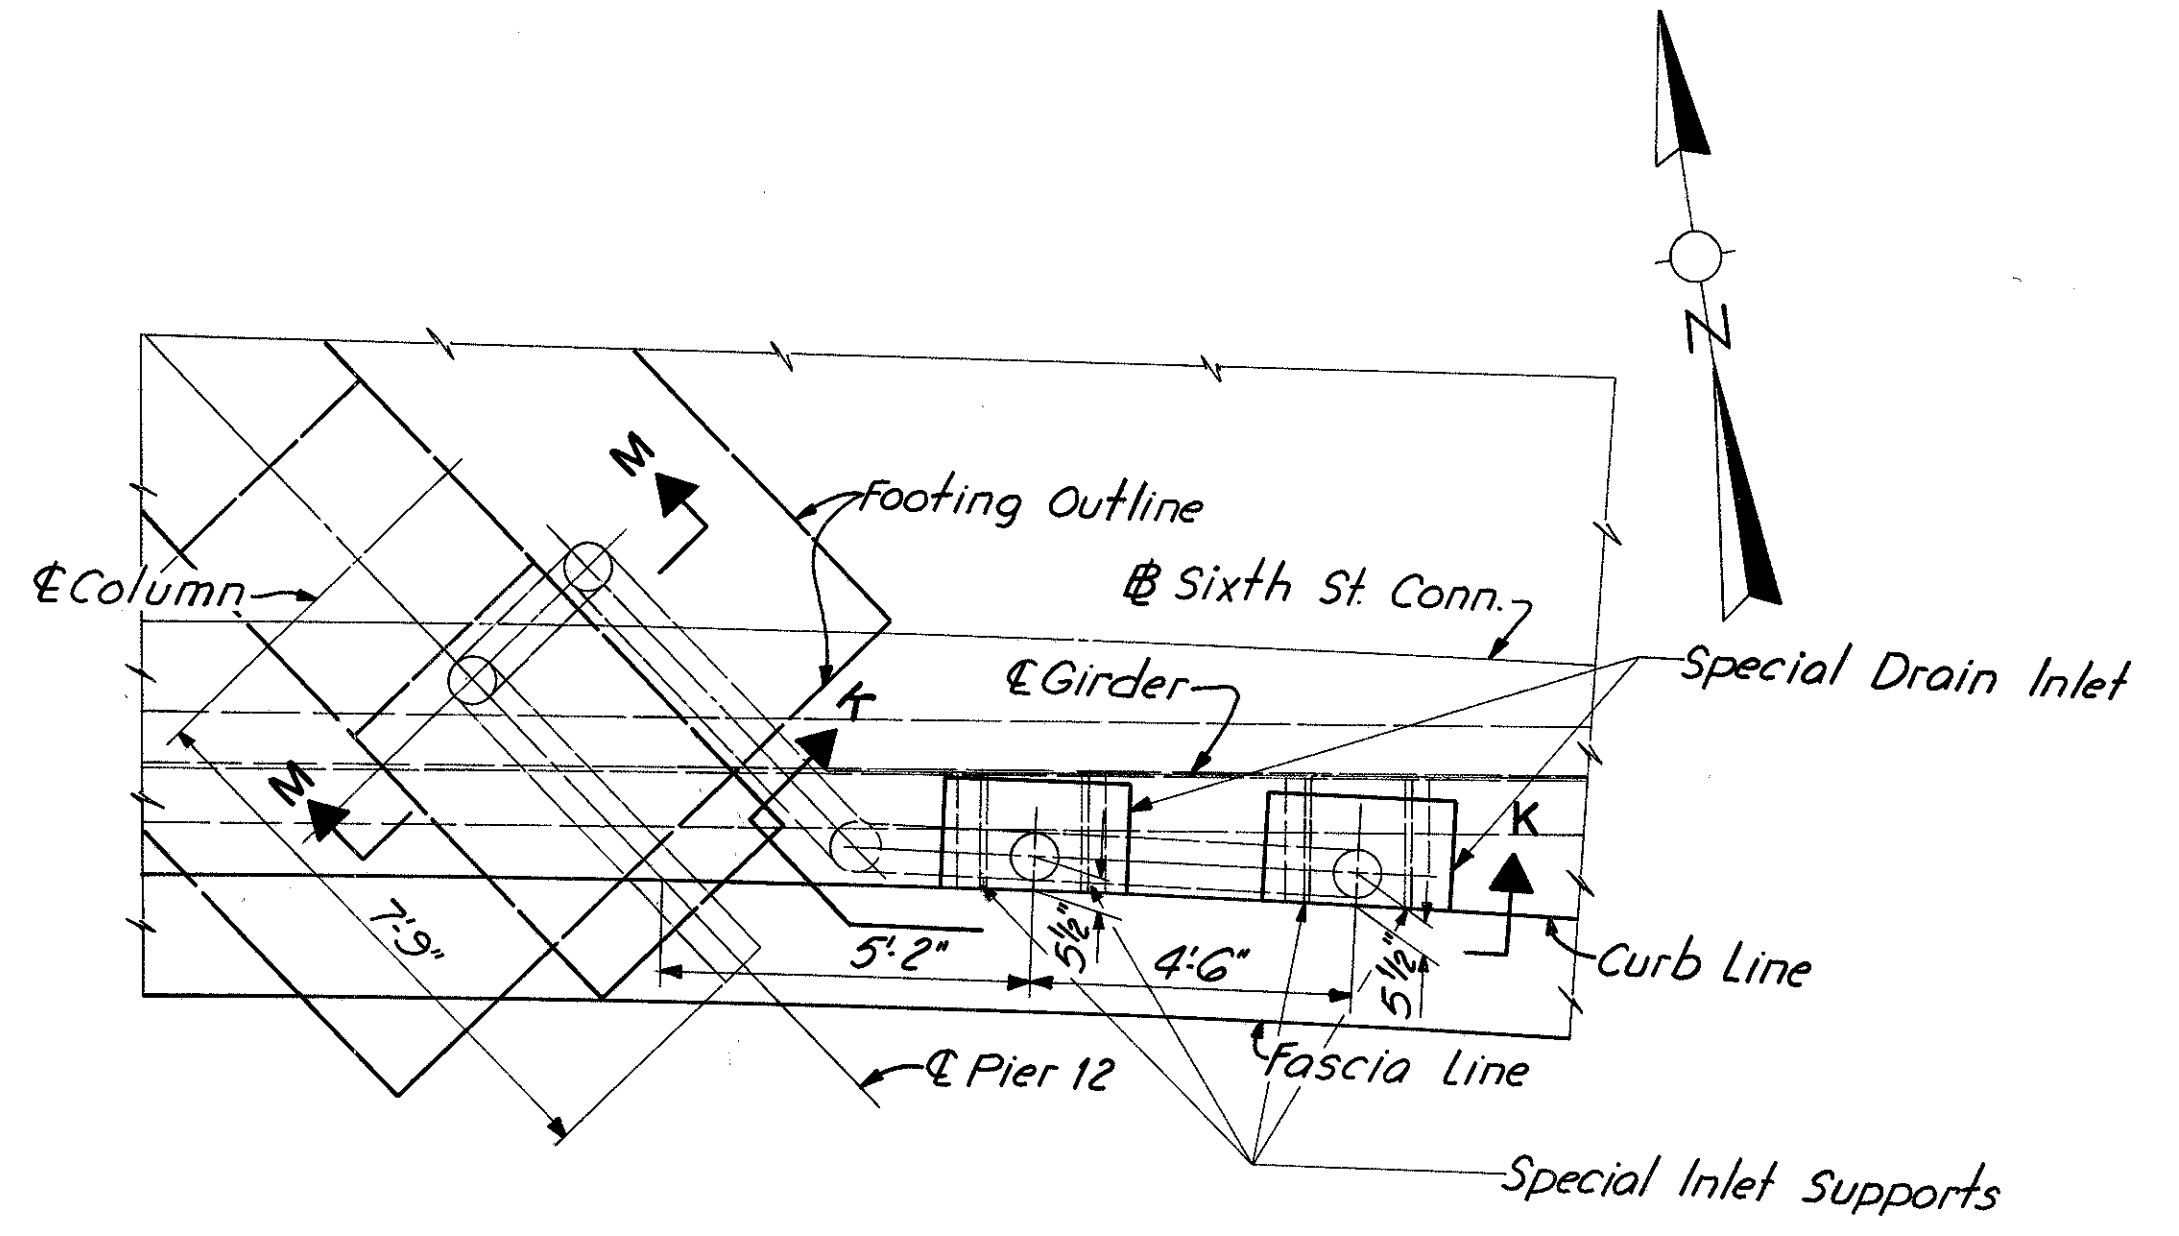 N
M
Footing Outline
℄ Column
B̵L Sixth St. Conn.
Special Drain Inlet
℄ Girder
K
M
K
7'-9"
5'-2"
5½"
4'-6"
5½"
Curb Line
℄ Pier 12
Fascia Line
Special Inlet Supports